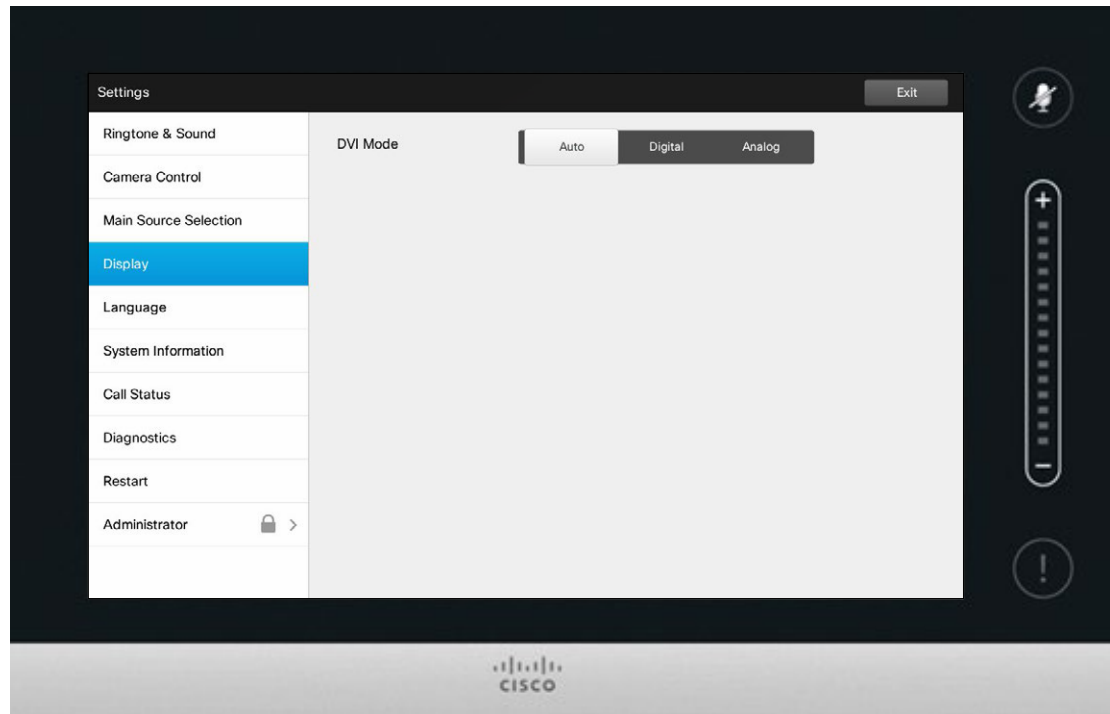 Settings
Exit
Ringtone & Sound
Camera Control
Main Source Selection
Display
Language
System Information
Call Status
Diagnostics
Restart
Administrator
DVI Mode
Auto Digital Analog
+
−
!
CISCO